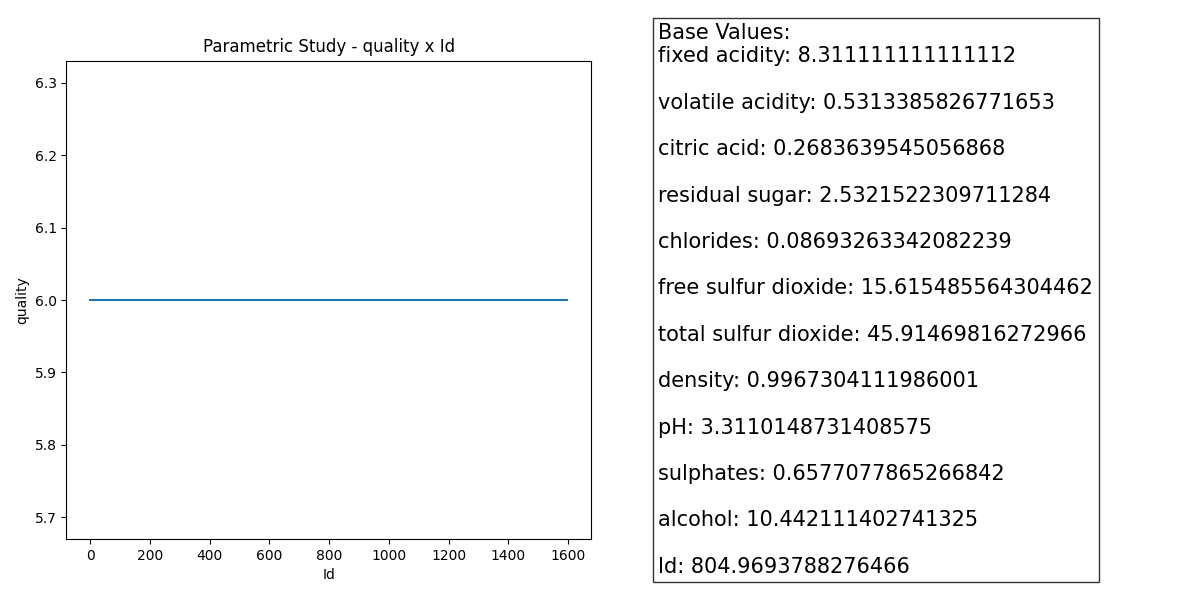 Parametric Study - quality x Id
6.3
6.2
6.1
6.0
5.9
5.8
5.7
quality
0 200 400 600 800 1000 1200 1400 1600
Id
Base Values:
fixed acidity: 8.311111111111112
volatile acidity: 0.5313385826771653
citric acid: 0.2683639545056868
residual sugar: 2.5321522309711284
chlorides: 0.08693263342082239
free sulfur dioxide: 15.615485564304462
total sulfur dioxide: 45.91469816272966
density: 0.9967304111986001
pH: 3.3110148731408575
sulphates: 0.6577077865266842
alcohol: 10.442111402741325
Id: 804.9693788276466